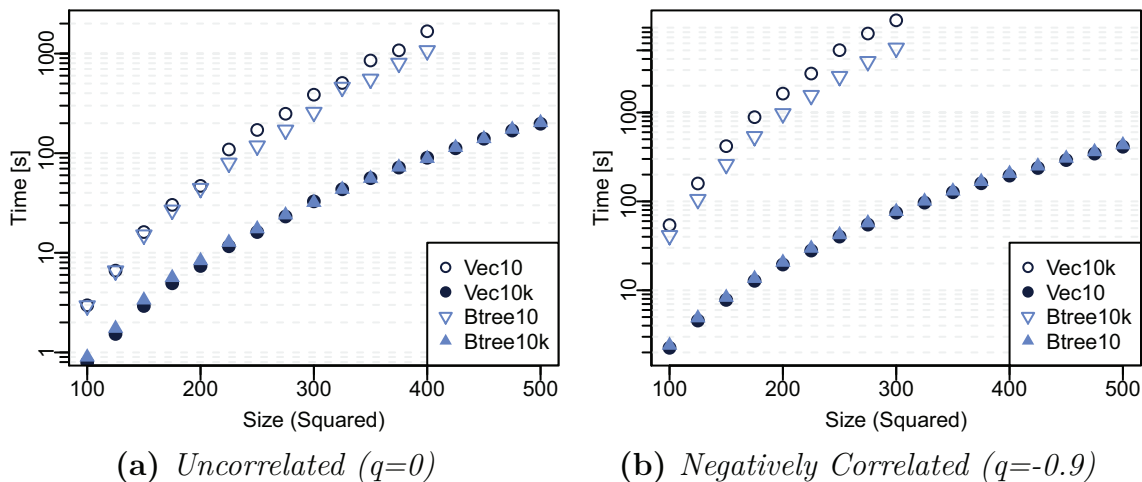 Time [s]
1000
100
10
1
100
200
300
400
500
Size (Squared)
Vec10
Vec10k
Btree10
Btree10k
(a) Uncorrelated (q=0)
Time [s]
1000
100
10
100
200
300
400
500
Size (Squared)
Vec10k
Vec10
Btree10k
Btree10
(b) Negatively Correlated (q=-0.9)